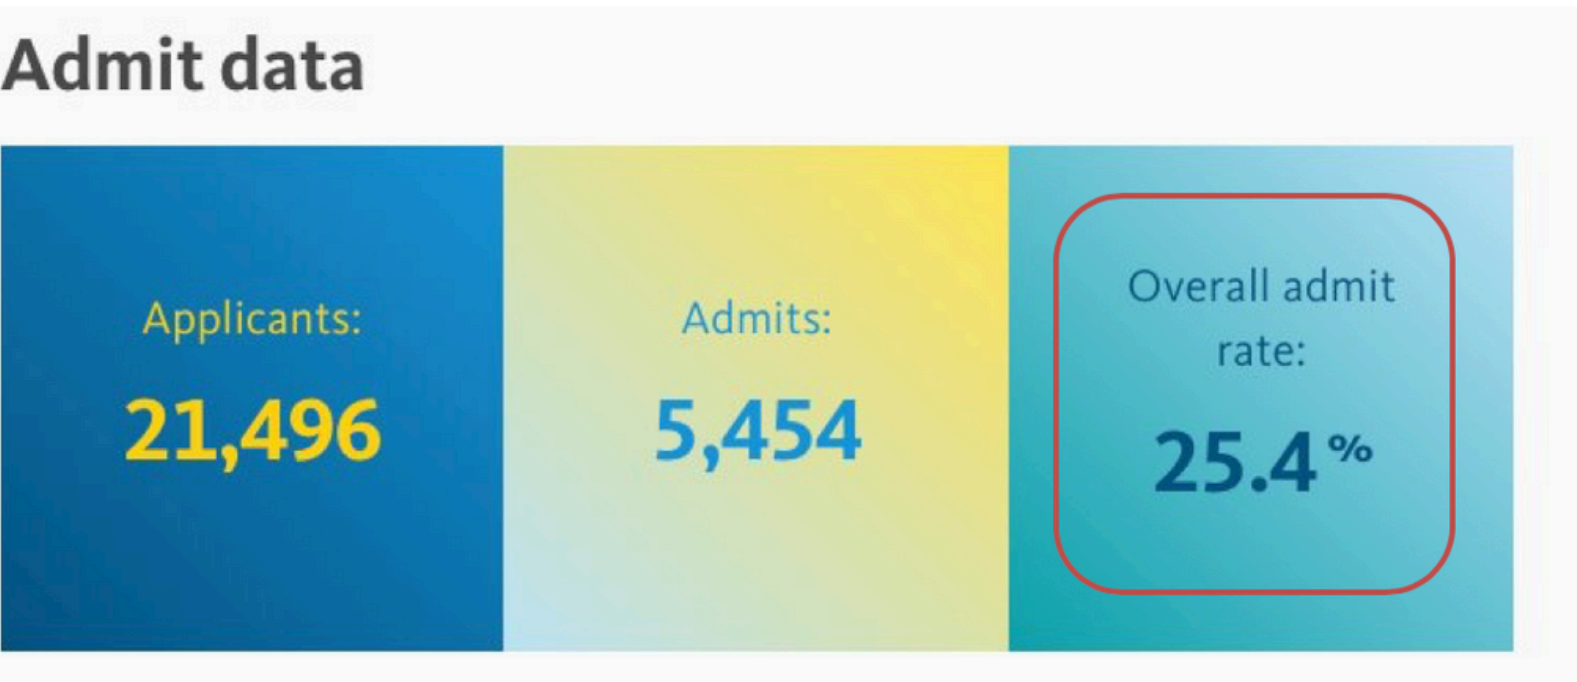 Admit data
Applicants:
21,496
Admits:
5,454
Overall admit
rate:
25.4%